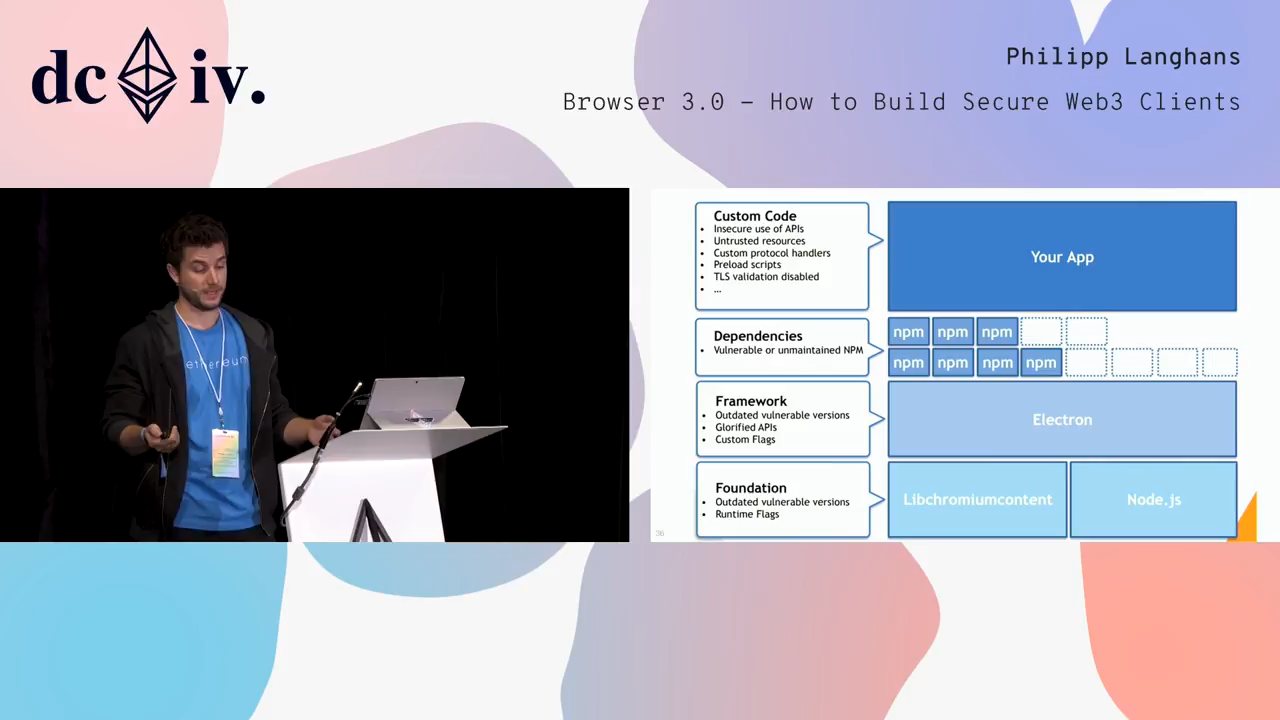 dc iv.
Philipp Langhans
Browser 3.0 – How to Build Secure Web3 Clients
ethereum
Custom Code
• Insecure use of APIs
• Untrusted resources
• Custom protocol handlers
• Preload scripts
• TLS validation disabled
• ...
Your App
Dependencies
• Vulnerable or unmaintained NPM
npm npm npm
npm npm npm npm
Framework
• Outdated vulnerable versions
• Glorified APIs
• Custom Flags
Electron
Foundation
• Outdated vulnerable versions
• Runtime Flags
Libchromiumcontent
Node.js